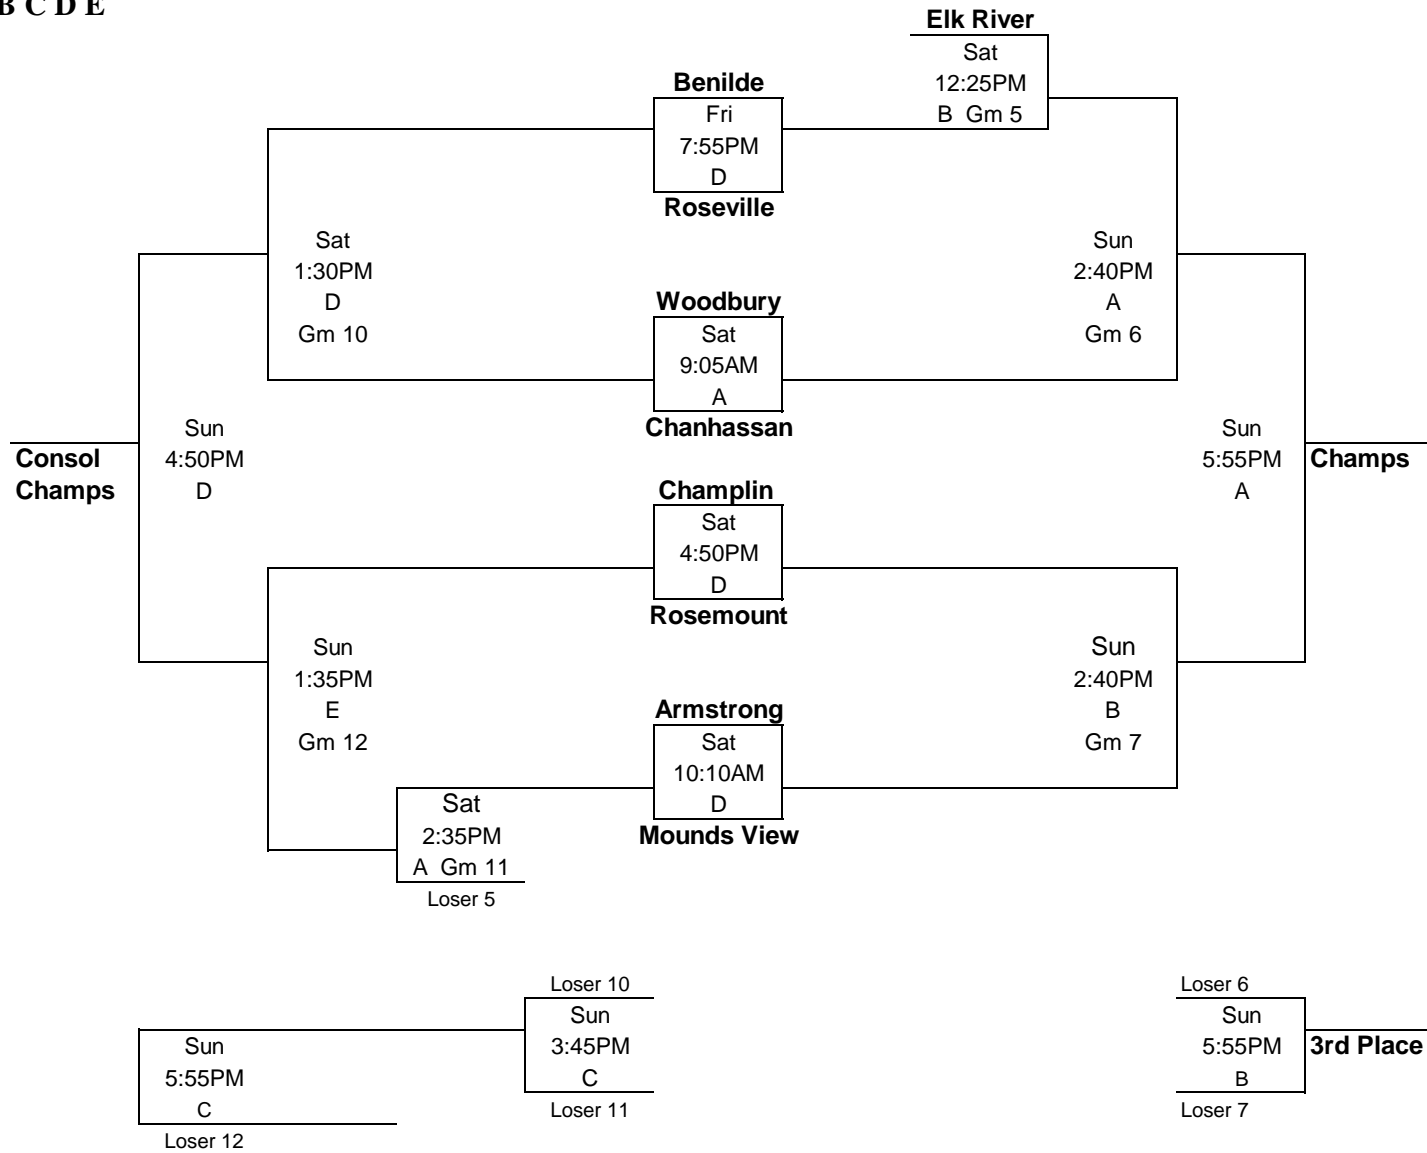 B C D E
Elk River
Sat
12:25PM
B Gm 5
Benilde
Fri
7:55PM
D
Roseville
Sat
1:30PM
D
Gm 10
Woodbury
Sat
9:05AM
A
Chanhassan
Sun
2:40PM
A
Gm 6
Consol
Champs
Sun
4:50PM
D
Sun
5:55PM
A
Champs
Champlin
Sat
4:50PM
D
Rosemount
Sun
1:35PM
E
Gm 12
Sun
2:40PM
B
Gm 7
Armstrong
Sat
10:10AM
D
Mounds View
Sat
2:35PM
A Gm 11
Loser 5
Loser 10
Sun
3:45PM
C
Loser 11
Sun
5:55PM
C
Loser 12
Loser 6
Sun
5:55PM
B
Loser 7
3rd Place